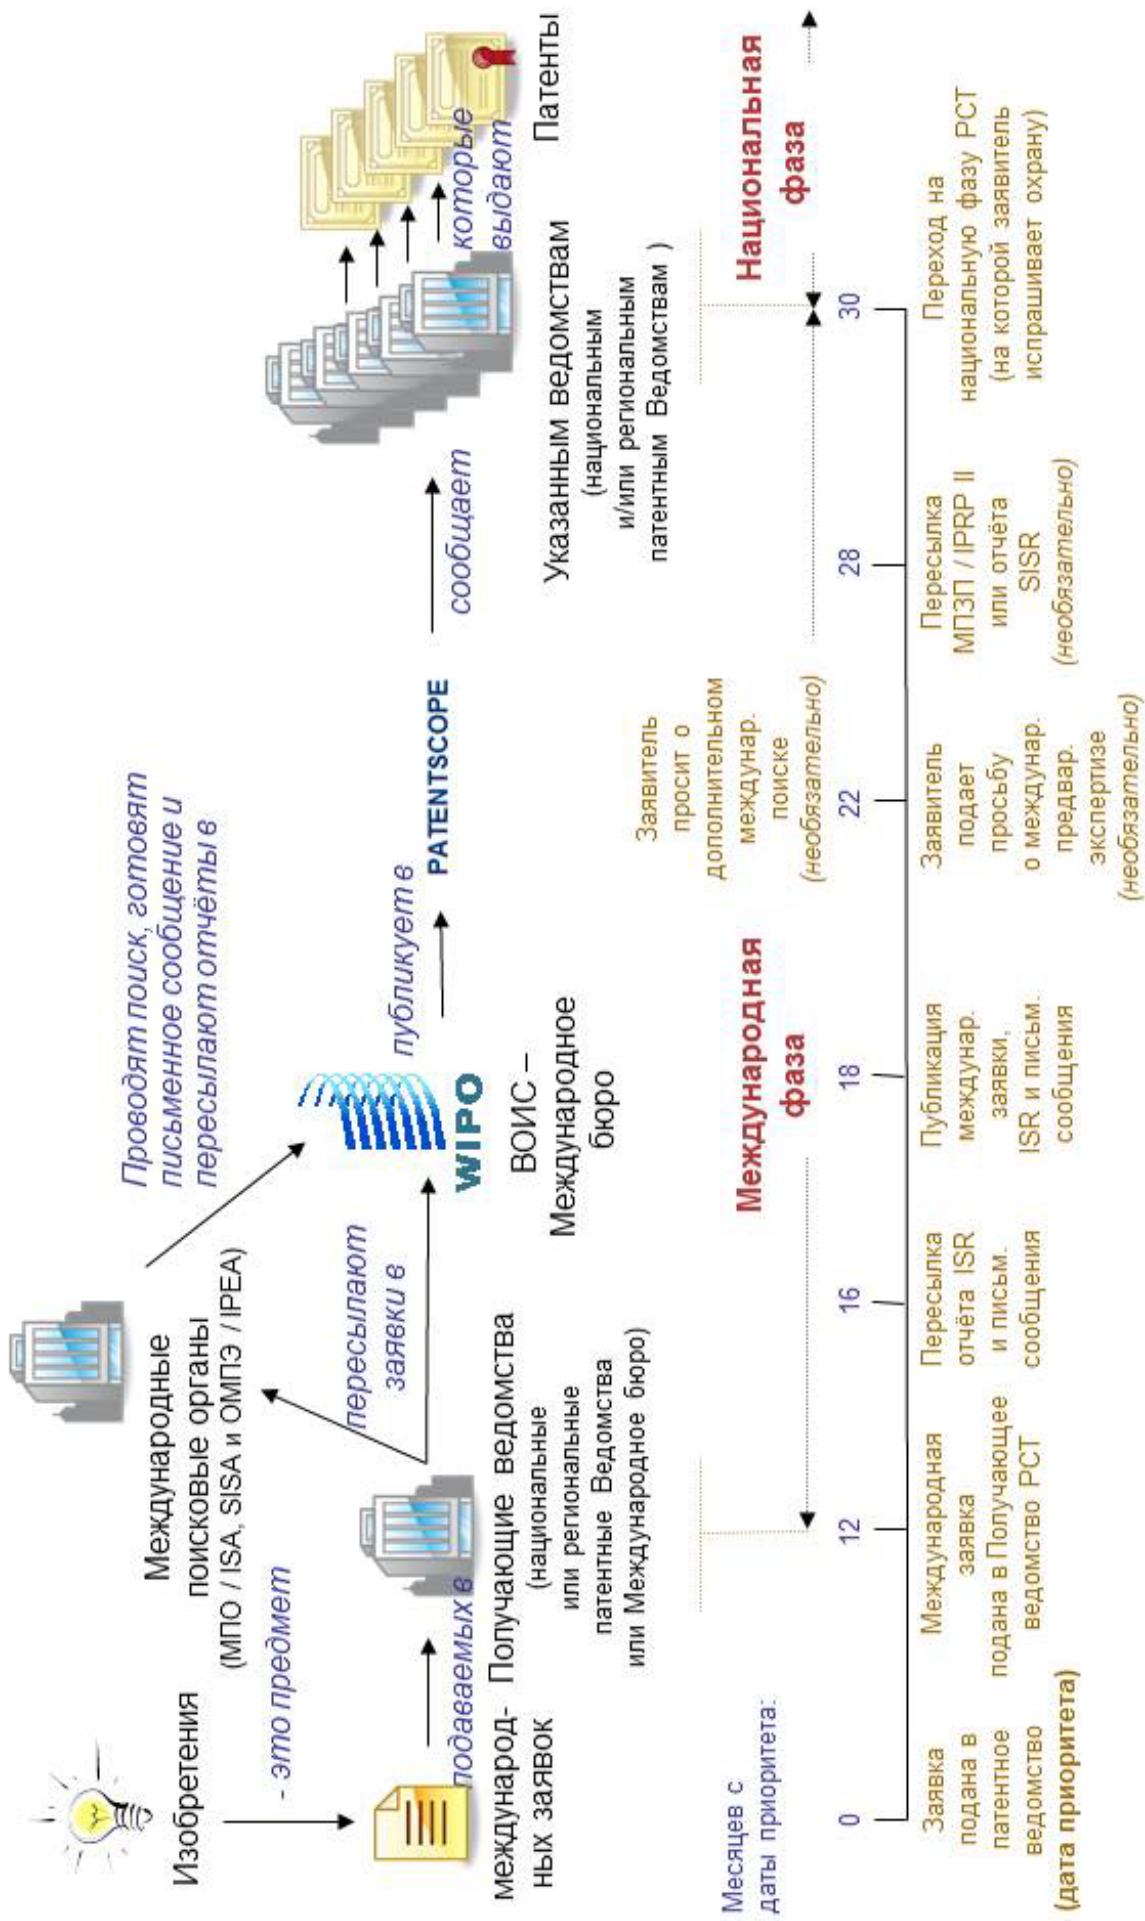 Изобретения
- это предмет
международ-
ных заявок
подаваемых в
Получающие ведомства
(национальные
или региональные
патентные Ведомства
или Международное бюро)
Международные
поисковые органы
(МПО / ISA, SISA и ОМПЭ / IPEA)
пересылают
заявки в
Проводят поиск, готовят
письменное сообщение и
пересылают отчёты в
WIPO
ВОИС –
Международное
бюро
публикует в
PATENTSCOPE
сообщает
Указанным ведомствам
(национальным
и/или региональным
патентным Ведомствам )
которые
выдают
Патенты
Месяцев с
даты приоритета:
Международная
фаза
Заявитель
просит о
дополнительном
междунар.
поиске
(необязательно)
Национальная
фаза
0
12
16
18
22
28
30
Заявка
подана в
патентное
ведомство
(дата приоритета)
Международная
заявка
подана в Получающее
ведомство PCT
Пересылка
отчёта ISR
и письм.
сообщения
Публикация
междунар.
заявки,
ISR и письм.
сообщения
Заявитель
подает
просьбу
о междунар.
предвар.
экспертизе
(необязательно)
Пересылка
МПЗП / IPRP II
или отчёта
SISR
(необязательно)
Переход на
национальную фазу PCT
(на которой заявитель
испрашивает охрану)